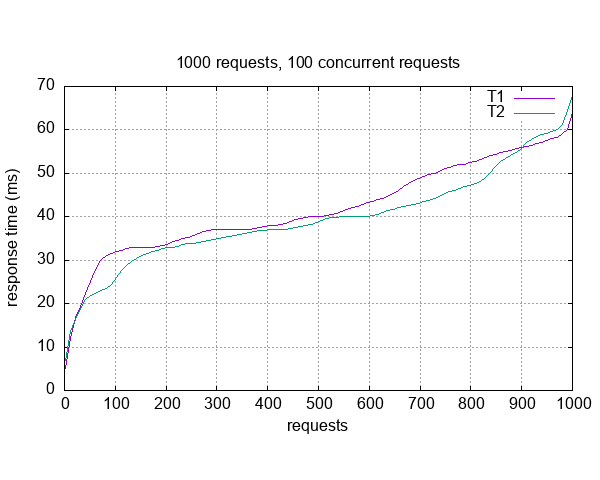 1000 requests, 100 concurrent requests
70
60
50
40
30
20
10
0
response time (ms)
T1
T2
0 100 200 300 400 500 600 700 800 900 1000
requests